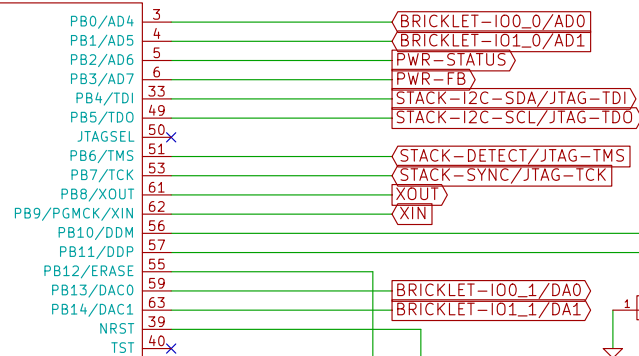 PB0/AD4 3 BRICKLET-IO0_0/AD0
PB1/AD5 4 BRICKLET-IO1_0/AD1
PB2/AD6 5 PWR-STATUS
PB3/AD7 6 PWR-FB
PB4/TDI 33 STACK-I2C-SDA/JTAG-TDI
PB5/TDO 49 STACK-I2C-SCL/JTAG-TDO
JTAGSEL 50
PB6/TMS 51 STACK-DETECT/JTAG-TMS
PB7/TCK 53 STACK-SYNC/JTAG-TCK
PB8/XOUT 61 XOUT
PB9/PGMCK/XIN 62 XIN
PB10/DDM 56
PB11/DDP 57
PB12/ERASE 55
PB13/DAC0 59 BRICKLET-IO0_1/DA0
PB14/DAC1 63 BRICKLET-IO1_1/DA1 1
NRST 39
TST 40